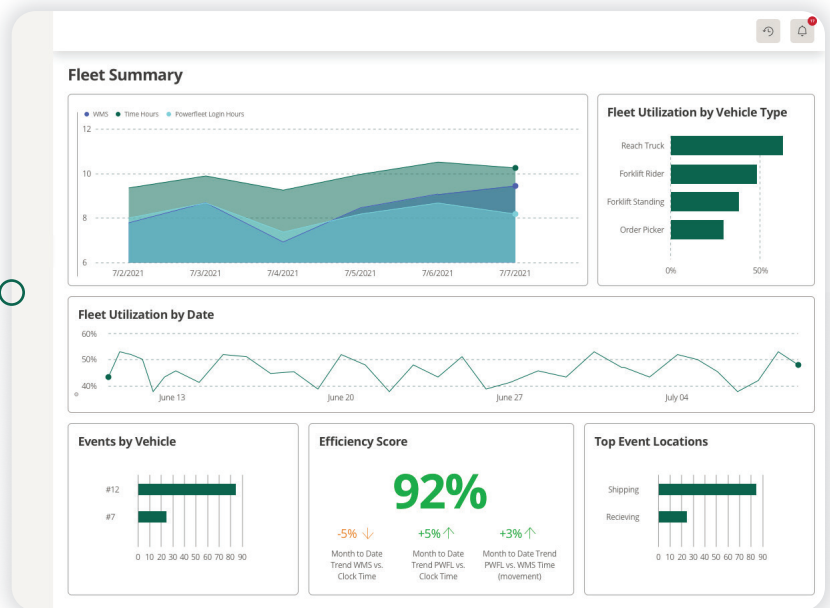 11
Fleet Summary
WMS Time Hours Powerfleet Login Hours
12
10
8
6
7/2/2021 7/3/2021 7/4/2021 7/5/2021 7/6/2021 7/7/2021
Fleet Utilization by Vehicle Type
Reach Truck
Forklift Rider
Forklift Standing
Order Picker
0% 50%
Fleet Utilization by Date
60%
50%
40%
June 13 June 20 June 27 July 04
Events by Vehicle
#12
#7
0 10 20 30 40 50 60 70 80 90
Efficiency Score
92%
-5% ↓ +5% ↑ +3% ↑
Month to Date Month to Date Month to Date Trend
Trend WMS vs. Trend PWFL vs. PWFL vs. WMS Time
Clock Time Clock Time (movement)
Top Event Locations
Shipping
Recieving
0 10 20 30 40 50 60 70 80 90